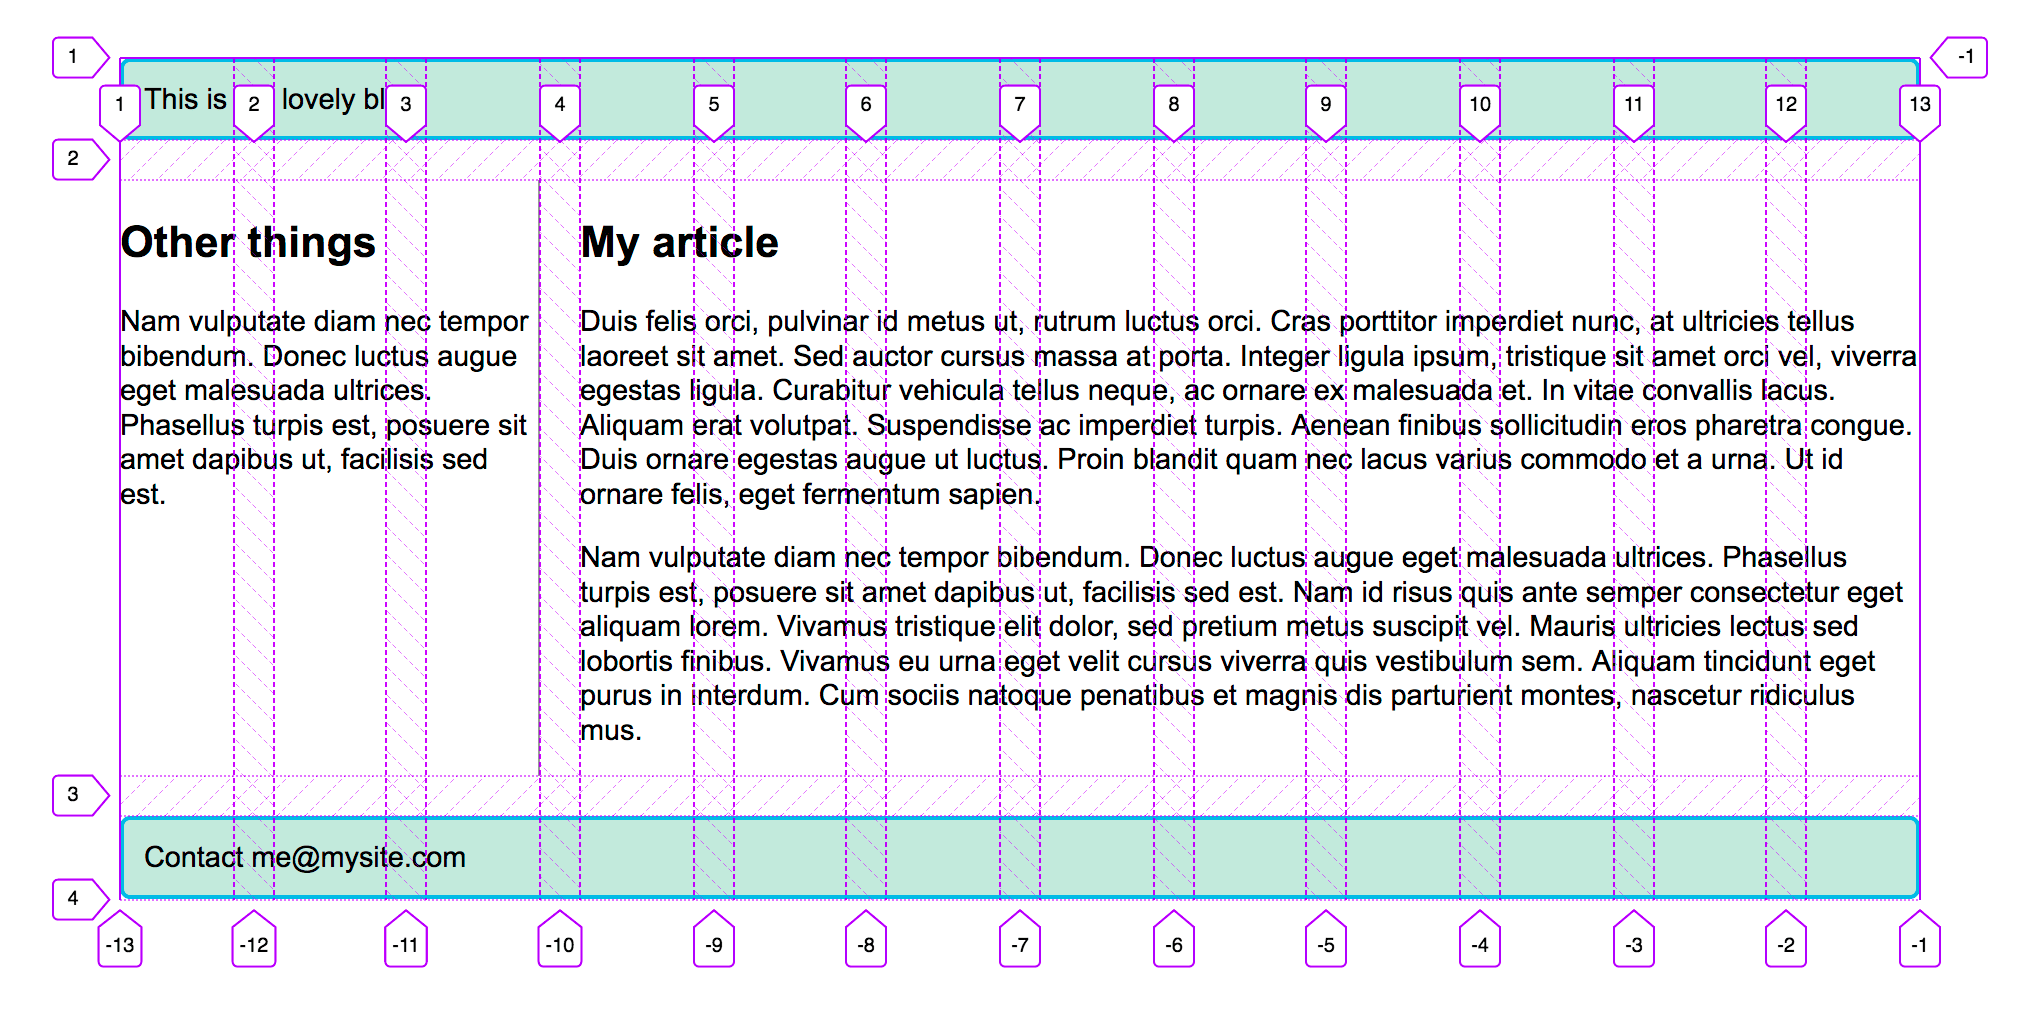 1
-1
This is
lovely bl
1
2
3
4
5
6
7
8
9
10
11
12
13
2
Other things
Nam vulputate diam nec tempor
bibendum. Donec luctus augue
eget malesuada ultrices.
Phasellus turpis est, posuere sit
amet dapibus ut, facilisis sed
est.
My article
Duis felis orci, pulvinar id metus ut, rutrum luctus orci. Cras porttitor imperdiet nunc, at ultricies tellus
laoreet sit amet. Sed auctor cursus massa at porta. Integer ligula ipsum, tristique sit amet orci vel, viverra
egestas ligula. Curabitur vehicula tellus neque, ac ornare ex malesuada et. In vitae convallis lacus.
Aliquam erat volutpat. Suspendisse ac imperdiet turpis. Aenean finibus sollicitudin eros pharetra congue.
Duis ornare egestas augue ut luctus. Proin blandit quam nec lacus varius commodo et a urna. Ut id
ornare felis, eget fermentum sapien.
Nam vulputate diam nec tempor bibendum. Donec luctus augue eget malesuada ultrices. Phasellus
turpis est, posuere sit amet dapibus ut, facilisis sed est. Nam id risus quis ante semper consectetur eget
aliquam lorem. Vivamus tristique elit dolor, sed pretium metus suscipit vel. Mauris ultricies lectus sed
lobortis finibus. Vivamus eu urna eget velit cursus viverra quis vestibulum sem. Aliquam tincidunt eget
purus in interdum. Cum sociis natoque penatibus et magnis dis parturient montes, nascetur ridiculus
mus.
3
Contact me@mysite.com
4
-13
-12
-11
-10
-9
-8
-7
-6
-5
-4
-3
-2
-1